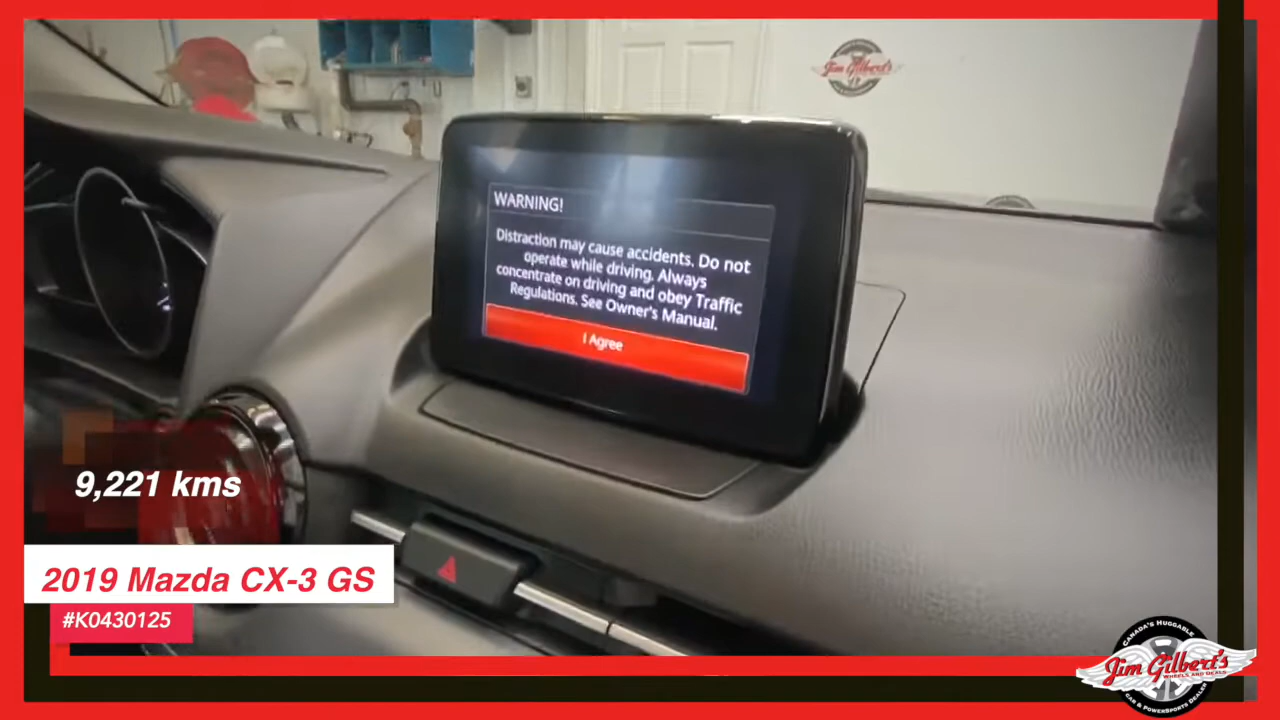 Jim Gilbert's
WARNING!
Distraction may cause accidents. Do not
operate while driving. Always
concentrate on driving and obey Traffic
Regulations. See Owner's Manual.
I Agree
9,221 kms
2019 Mazda CX-3 GS
#K0430125
CANADA'S HUGGABLE
Jim Gilbert's
WHEELS AND DEALS
CAR & POWERSPORTS DEALER